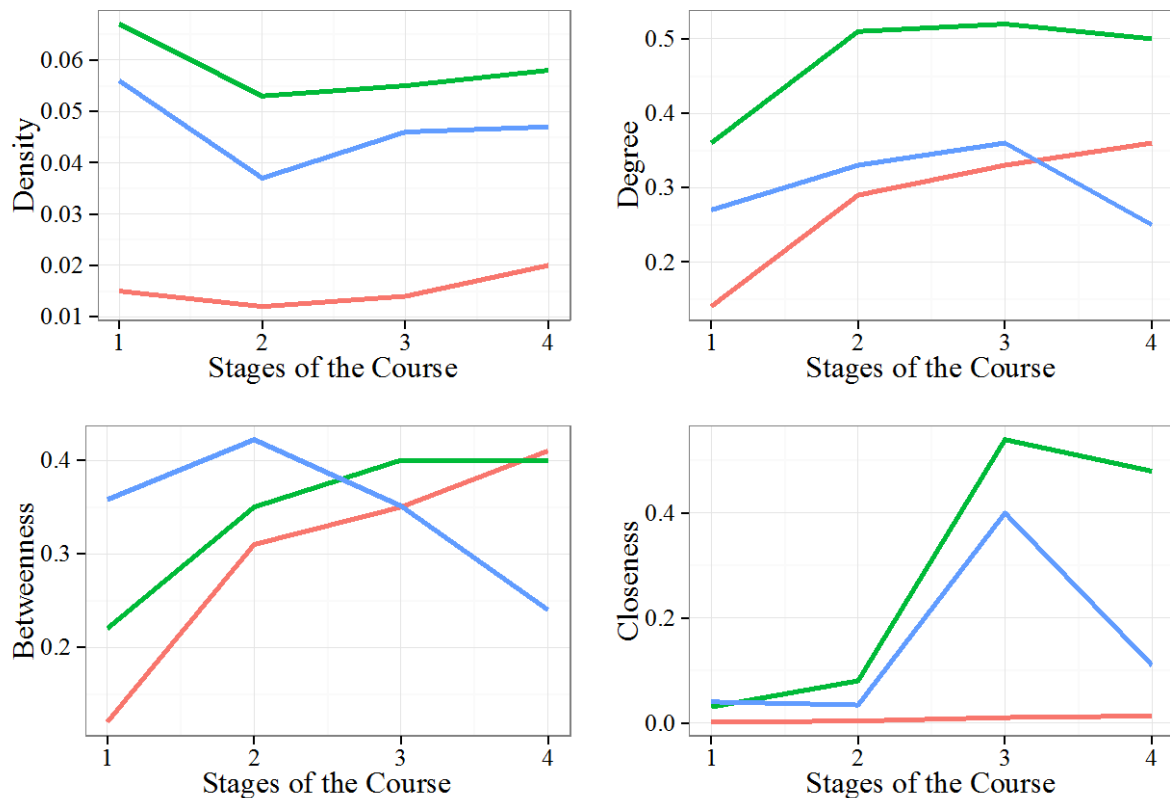 Density
0.06
0.05
0.04
0.03
0.02
0.01
1 2 3 4
Stages of the Course
Degree
0.5
0.4
0.3
0.2
1 2 3 4
Stages of the Course
Betweenness
0.4
0.3
0.2
1 2 3 4
Stages of the Course
Closeness
0.4
0.2
0.0
1 2 3 4
Stages of the Course